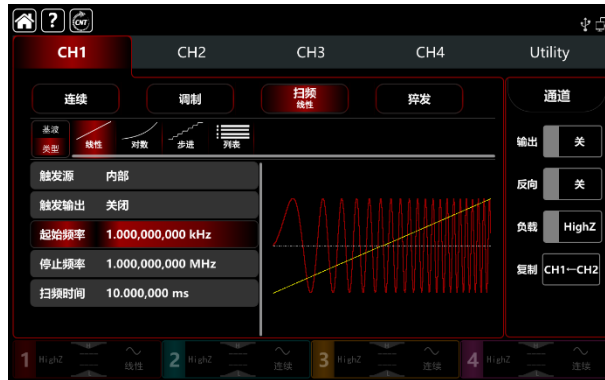 ? CNT
CH1 CH2 CH3 CH4 Utility
连续 调制 扫频 猝发 通道
线性
基波
类型 线性 对数 步进 列表
输出 关
触发源 内部
反向 关
触发输出 关闭
起始频率 1.000,000,000 kHz
负载 HighZ
停止频率 1.000,000 MHz
复制 CH1←CH2
扫频时间 10.000,000 ms
1 HighZ 线性 2 HighZ 连续 3 HighZ 连续 4 HighZ 连续